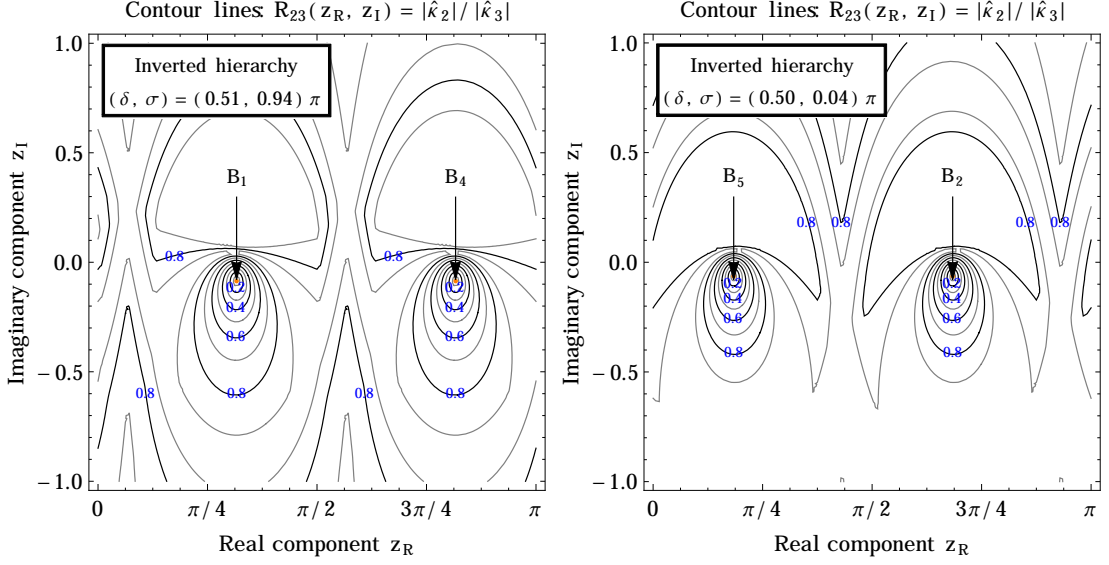 Contour lines: R23(zR, zI) = |κ̂2| / |κ̂3|
Inverted hierarchy
(δ, σ) = (0.51, 0.94) π
B1
B4
0.8
0.8
0.2
0.2
0.4
0.4
0.6
0.6
0.8
0.8
0.8
0.8
1.0
0.5
0.0
−0.5
−1.0
Imaginary component zI
0
π/4
π/2
3π/4
π
Real component zR
Contour lines: R23(zR, zI) = |κ̂2| / |κ̂3|
Inverted hierarchy
(δ, σ) = (0.50, 0.04) π
B5
B2
0.8
0.8
0.8
0.8
0.2
0.2
0.4
0.4
0.6
0.6
0.8
0.8
1.0
0.5
0.0
−0.5
−1.0
Imaginary component zI
0
π/4
π/2
3π/4
π
Real component zR